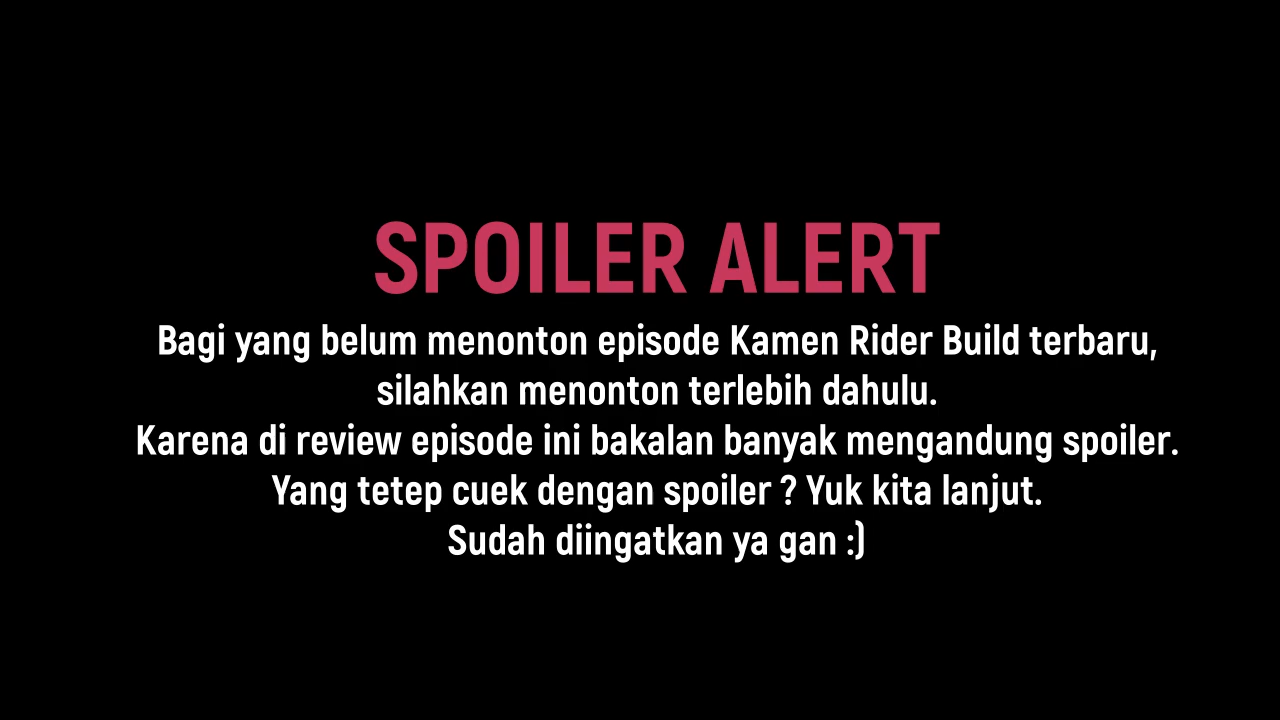 SPOILER ALERT
Bagi yang belum menonton episode Kamen Rider Build terbaru,
silahkan menonton terlebih dahulu.
Karena di review episode ini bakalan banyak mengandung spoiler.
Yang tetep cuek dengan spoiler ? Yuk kita lanjut.
Sudah diingatkan ya gan :)